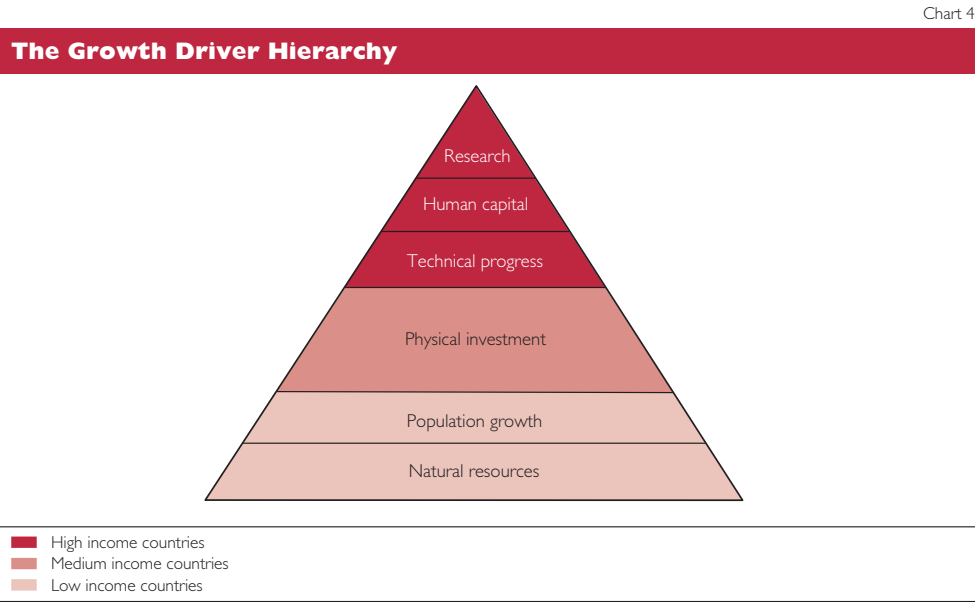 Chart 4
The Growth Driver Hierarchy
Research
Human capital
Technical progress
Physical investment
Population growth
Natural resources
High income countries
Medium income countries
Low income countries